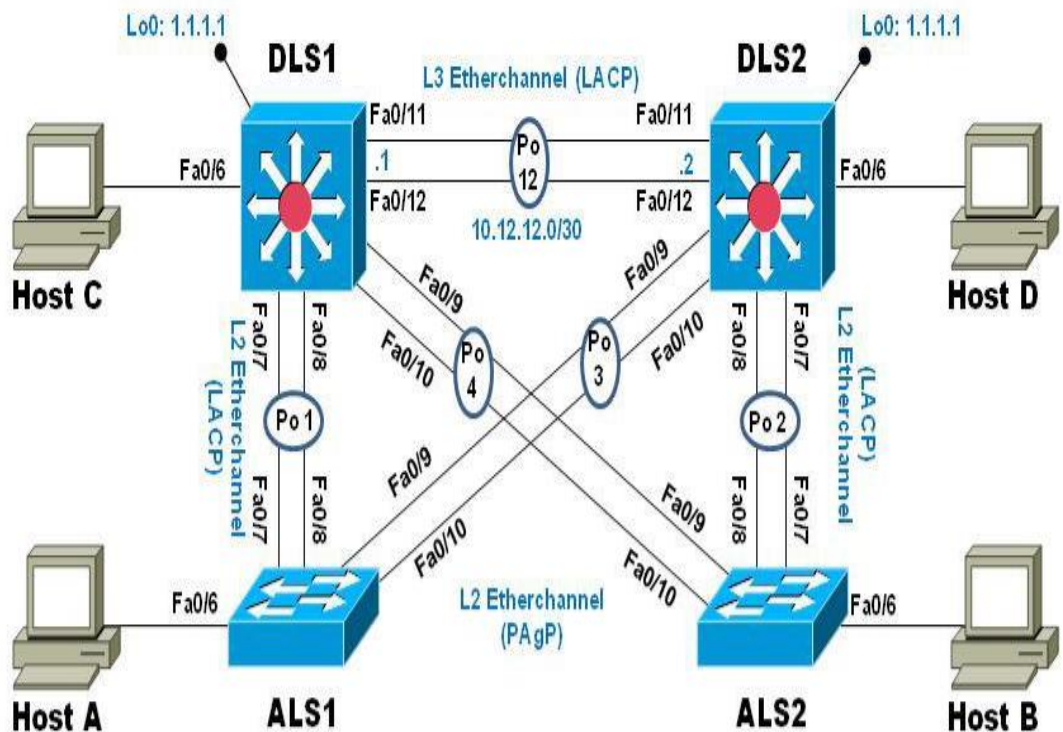 Lo0: 1.1.1.1
Lo0: 1.1.1.1
DLS1
DLS2
L3 Etherchannel (LACP)
Fa0/11
Fa0/11
Fa0/6
.1
Po
12
.2
Fa0/6
Fa0/12
Fa0/12
10.12.12.0/30
Host C
Host D
Fa0/9
Fa0/9
Fa0/7
Fa0/8
Fa0/10
Po
4
Po
3
Fa0/10
Fa0/8
Fa0/7
L2 Etherchannel
(LACP)
Po 1
Po 2
L2 Etherchannel
(LACP)
Fa0/7
Fa0/8
Fa0/9
Fa0/10
Fa0/9
Fa0/10
Fa0/8
Fa0/7
L2 Etherchannel
(PAgP)
Fa0/6
Fa0/6
Host A
ALS1
ALS2
Host B